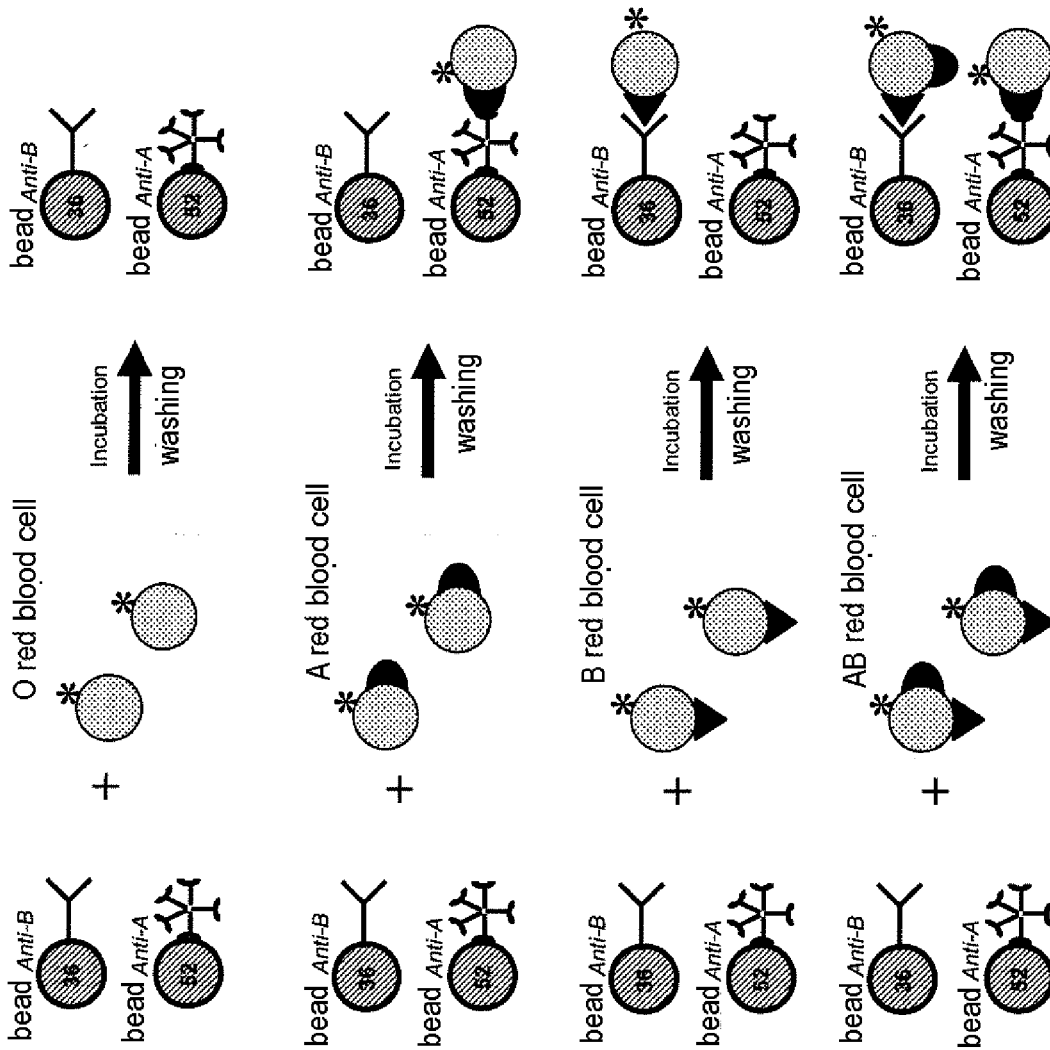 bead Anti-B
O red blood cell
bead Anti-B
36
36
Incubation
+
bead Anti-A
bead Anti-A
washing
52
52
bead Anti-B
A red blood cell
bead Anti-B
36
36
Incubation
+
bead Anti-A
bead Anti-A
washing
52
52
bead Anti-B
B red blood cell
bead Anti-B
36
36
Incubation
+
bead Anti-A
bead Anti-A
washing
52
52
bead Anti-B
AB red blood cell
bead Anti-B
36
36
Incubation
+
bead Anti-A
bead Anti-A
washing
52
52